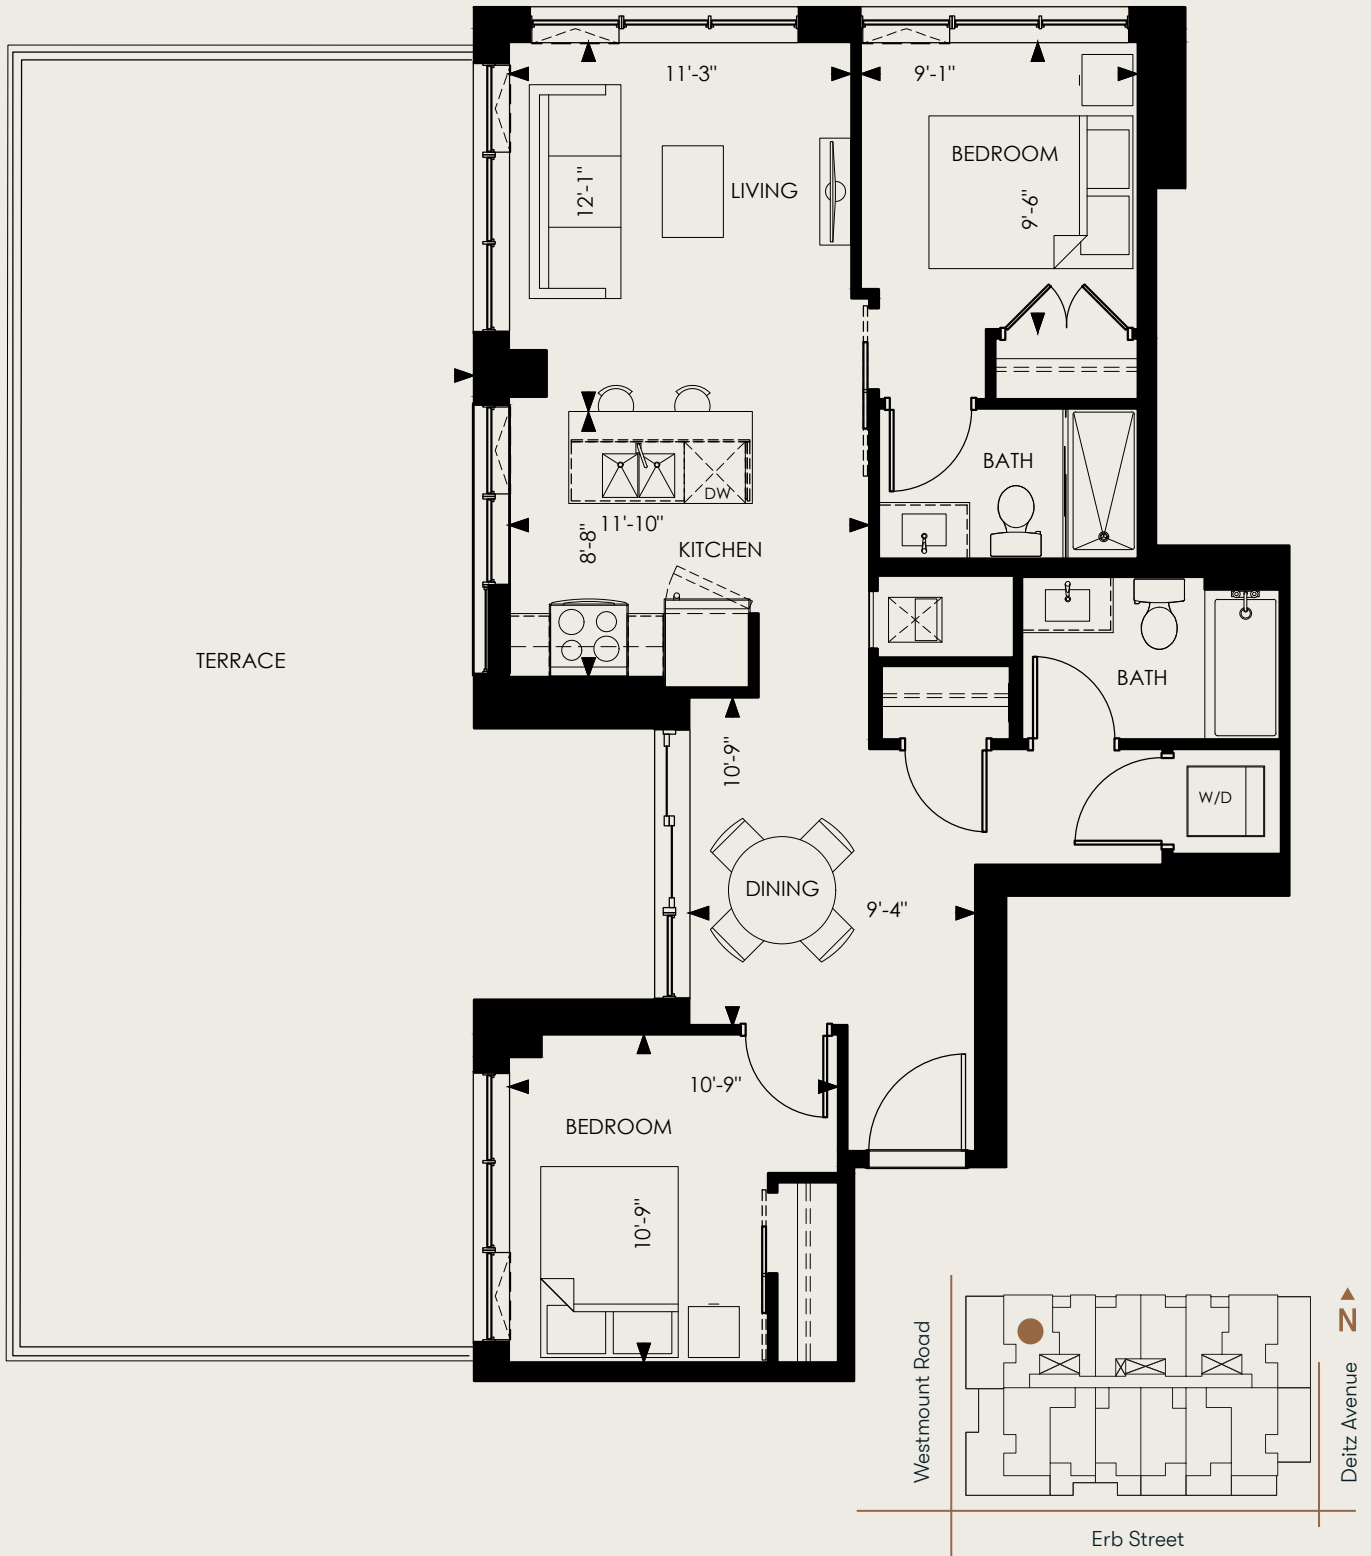 11'-3"
9'-1"
BEDROOM
LIVING
12'-1"
9'-6"
BATH
DW
11'-10"
8'-8"
KITCHEN
TERRACE
BATH
10'-9"
W/D
DINING
9'-4"
10'-9"
BEDROOM
10'-9"
N
Westmount Road
Deitz Avenue
Erb Street